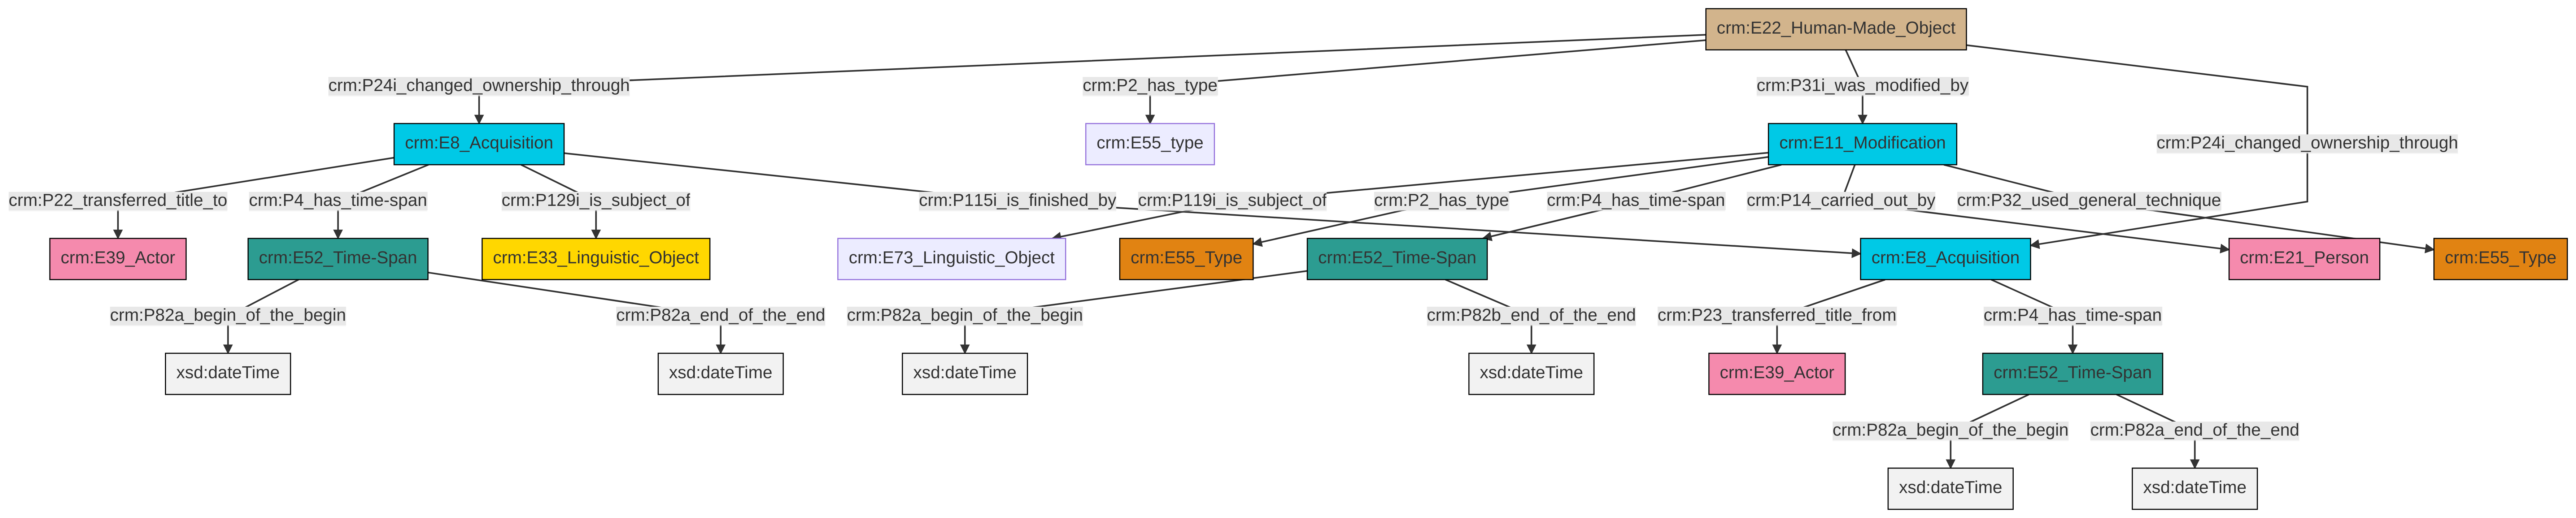 crm:E22_Human-Made_Object
crm:P24i_changed_ownership_through
crm:P2_has_type
crm:P31i_was_modified_by
crm:E8_Acquisition
crm:E55_type
crm:E11_Modification
crm:P24i_changed_ownership_through
crm:P22_transferred_title_to
crm:P4_has_time-span
crm:P129i_is_subject_of
crm:P115i_is_finished_by
crm:P119i_is_subject_of
crm:P2_has_type
crm:P4_has_time-span
crm:P14_carried_out_by
crm:P32_used_general_technique
crm:E39_Actor
crm:E52_Time-Span
crm:E33_Linguistic_Object
crm:E73_Linguistic_Object
crm:E55_Type
crm:E52_Time-Span
crm:E8_Acquisition
crm:E21_Person
crm:E55_Type
crm:P82a_begin_of_the_begin
crm:P82a_end_of_the_end
crm:P82a_begin_of_the_begin
crm:P82b_end_of_the_end
crm:P23_transferred_title_from
crm:P4_has_time-span
xsd:dateTime
xsd:dateTime
xsd:dateTime
xsd:dateTime
crm:E39_Actor
crm:E52_Time-Span
crm:P82a_begin_of_the_begin
crm:P82a_end_of_the_end
xsd:dateTime
xsd:dateTime